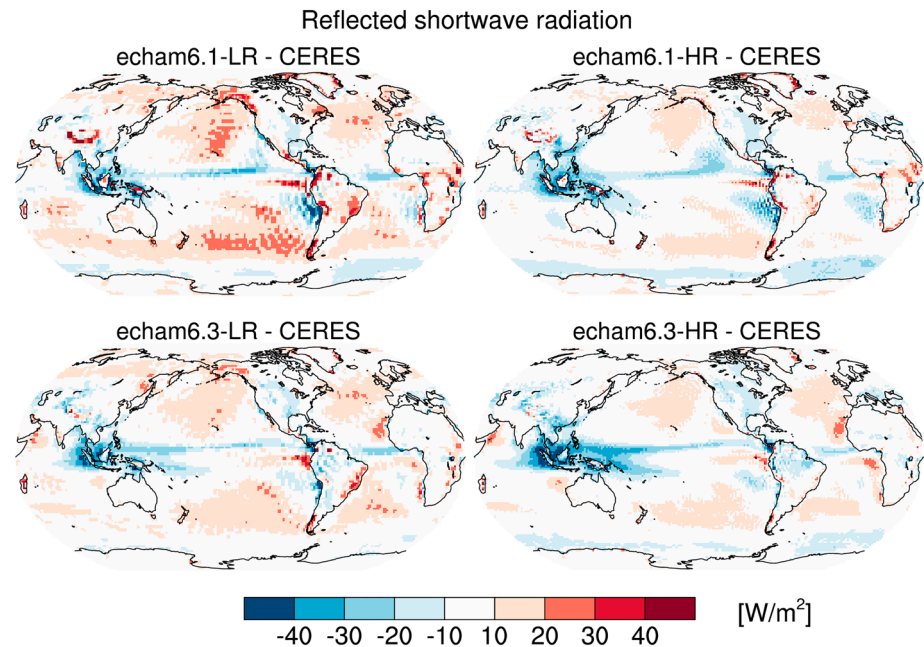 Reflected shortwave radiation
echam6.1-LR - CERES
echam6.1-HR - CERES
echam6.3-LR - CERES
echam6.3-HR - CERES
-40 -30 -20 -10 10 20 30 40
[W/m²]